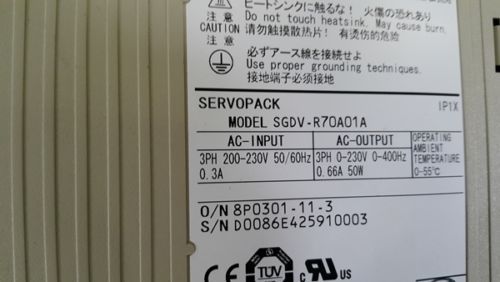 ヒートシンクに触るな! 火傷の恐れあり
注意
CAUTION
注意
Do not touch heatsink. May cause burn.
请勿触摸散热片! 有烫伤的危险
必ずアース線を接続せよ
Use proper grounding techniques.
接地端子必须接地
SERVOPACK
IP1X
MODEL SGDV-R70A01A
AC-INPUT
3PH 200-230V 50/60Hz
0.3A
AC-OUTPUT
3PH 0-230V 0-400Hz
0.66A 50W
OPERATING
AMBIENT
TEMPERATURE
0-55℃
O/N 8P0301-11-3
S/N D0086E425910003
CE
TÜV
c RU US